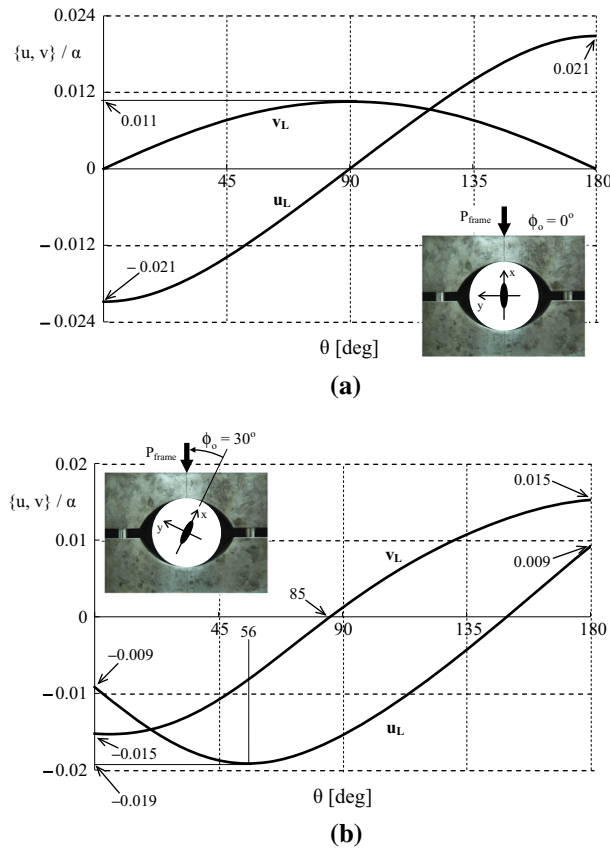 0.024
{u, v} / α
0.012
0.011
v_L
0.021
0
45
90
135
180
u_L
P_frame
ϕ_o = 0°
−0.012
−0.021
x
y
−0.024
θ [deg]
(a)
ϕ_o = 30°
P_frame
0.02
{u, v} / α
0.015
x
y
0.01
v_L
0.009
85
0
56
45
90
135
180
−0.009
−0.01
u_L
−0.015
−0.02
−0.019
θ [deg]
(b)